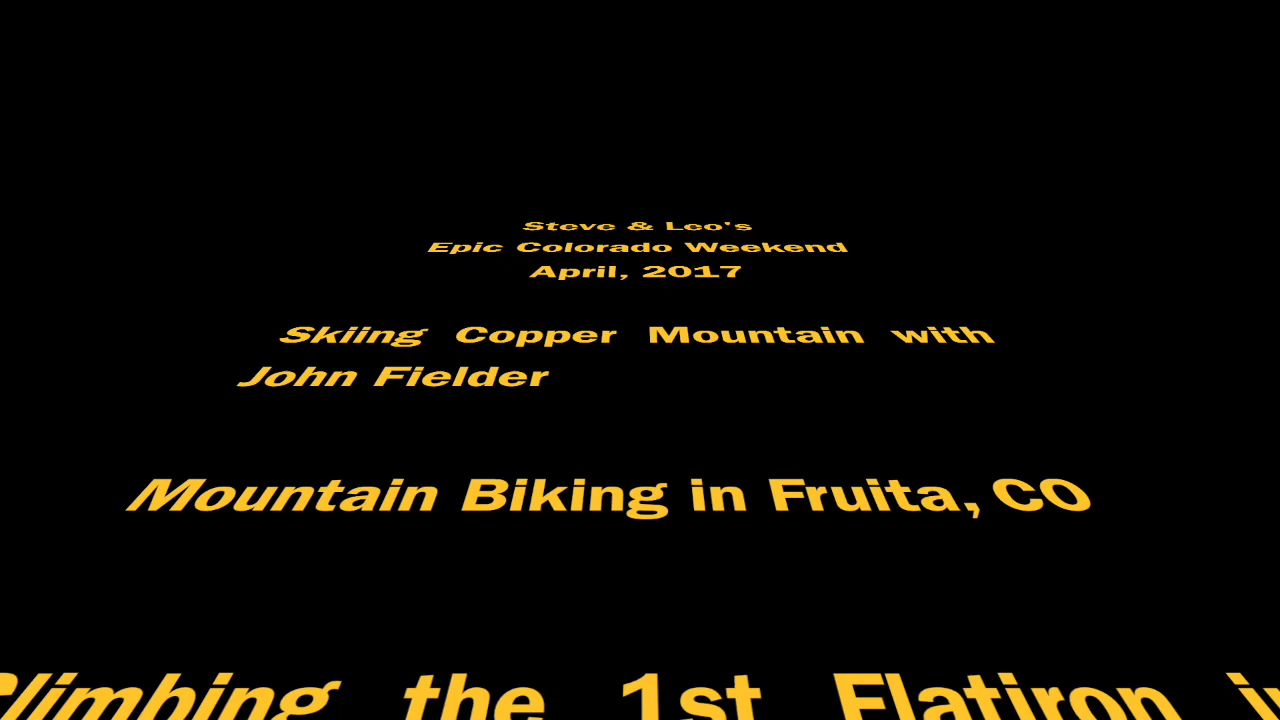 Steve & Leo's
Epic Colorado Weekend
April, 2017
Skiing Copper Mountain with
John Fielder
Mountain Biking in Fruita, CO
Climbing the 1st Flatiron in